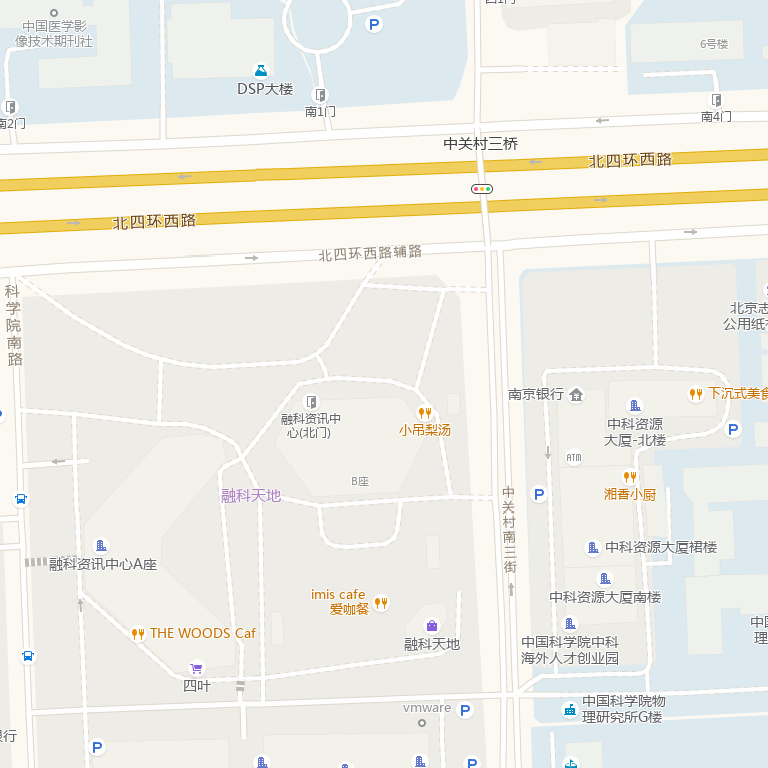 中国医学影
像技术期刊社
西1门
6号楼
DSP大楼
南2门
南1门
南4门
中关村三桥
北四环西路
北四环西路
北四环西路辅路
科学院南路
北京志
公用纸
南京银行
下沉式美食
融科资讯中
心(北门)
小吊梨汤
中科资源
大厦-北楼
B座
ATM
湘香小厨
融科天地
中关村南三街
融科资讯中心A座
中科资源大厦裙楼
imis cafe
爱咖餐
中科资源大厦南楼
THE WOODS Caf
融科天地
中国科学院中科
海外人才创业园
中国
理
四叶
中国科学院物
理研究所G楼
vmware
银行